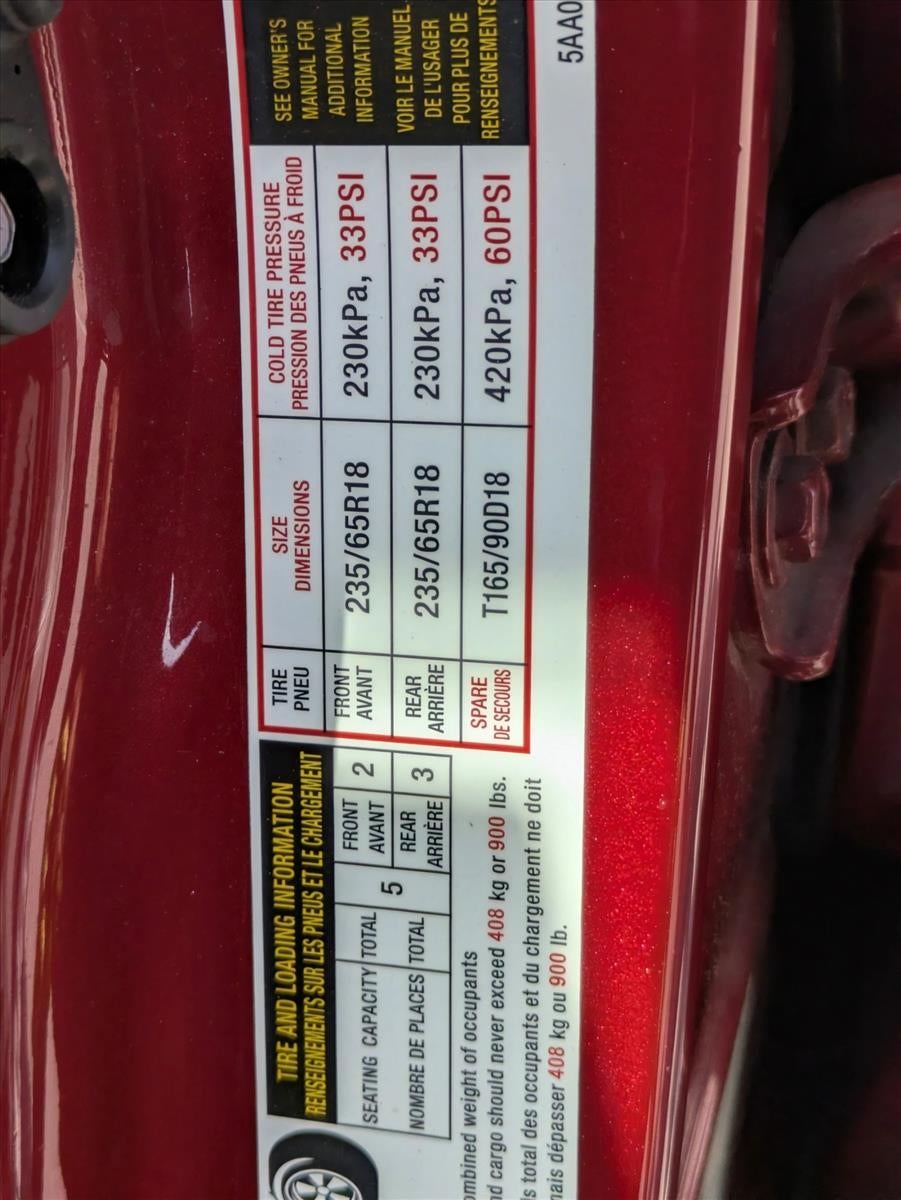 TIRE AND LOADING INFORMATION
RENSEIGNEMENTS SUR LES PNEUS ET LE CHARGEMENT
SEATING CAPACITY TOTAL 5 FRONT AVANT 2
NOMBRE DE PLACES TOTAL REAR ARRIÈRE 3
ombined weight of occupants
nd cargo should never exceed 408 kg or 900 lbs.
s total des occupants et du chargement ne doit
mais dépasser 408 kg ou 900 lb.
TIRE
PNEU
SIZE
DIMENSIONS
COLD TIRE PRESSURE
PRESSION DES PNEUS À FROID
FRONT
AVANT
235/65R18
230kPa, 33PSI
REAR
ARRIÈRE
235/65R18
230kPa, 33PSI
SPARE
DE SECOURS
T165/90D18
420kPa, 60PSI
SEE OWNER'S
MANUAL FOR
ADDITIONAL
INFORMATION
VOIR LE MANUEL
DE L'USAGER
POUR PLUS DE
RENSEIGNEMENTS
5AA0